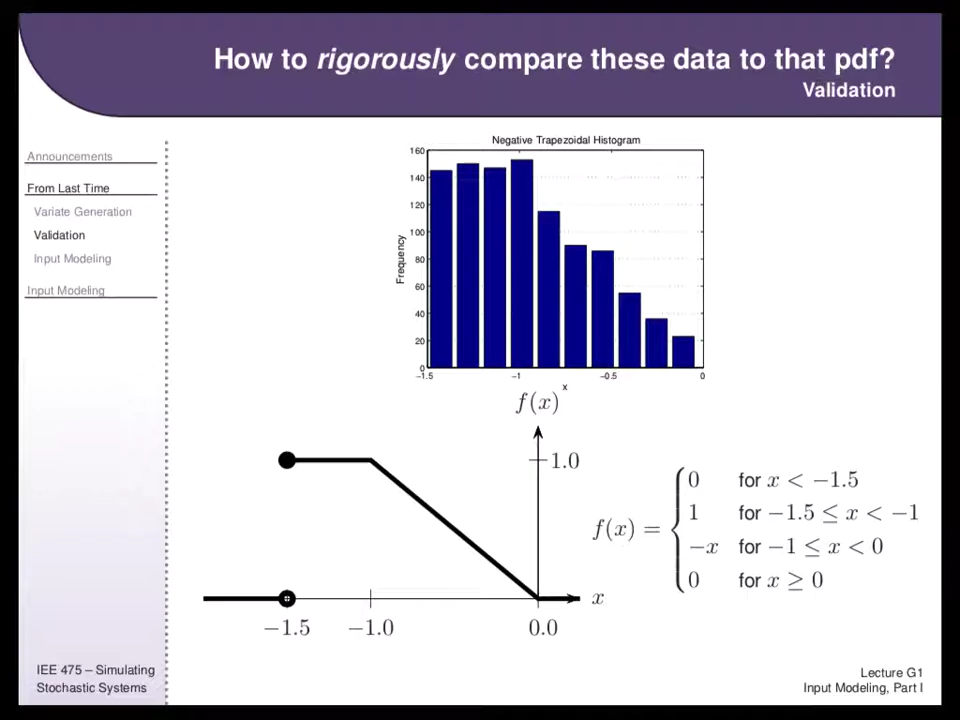 How to rigorously compare these data to that pdf?
Validation
Announcements
From Last Time
Variate Generation
Validation
Input Modeling
Input Modeling
Negative Trapezoidal Histogram
160
140
120
100
80
60
40
20
0
Frequency
−1.5 −1 −0.5 0
x
f(x)
1.0
x
−1.5 −1.0 0.0
f(x) =
0 for x < −1.5
1 for −1.5 ≤ x < −1
−x for −1 ≤ x < 0
0 for x ≥ 0
IEE 475 – Simulating
Stochastic Systems
Lecture G1
Input Modeling, Part I